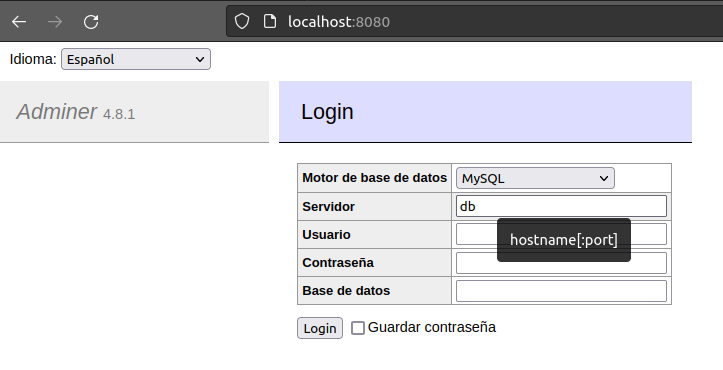 localhost:8080
Idioma: Español
Adminer 4.8.1
Login
Motor de base de datos MySQL
Servidor db
Usuario
hostname[:port]
Contraseña
Base de datos
Login Guardar contraseña